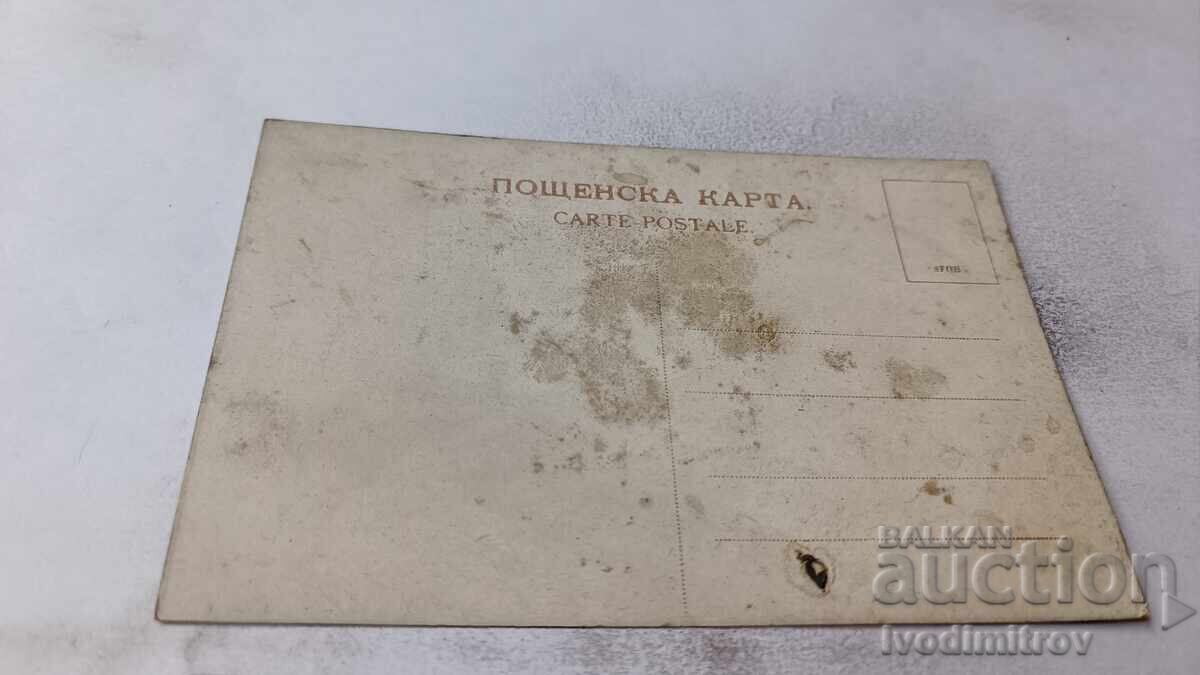 ПОЩЕНСКА КАРТА.
CARTE POSTALE.
BALKAN
auction
ivodimitrov